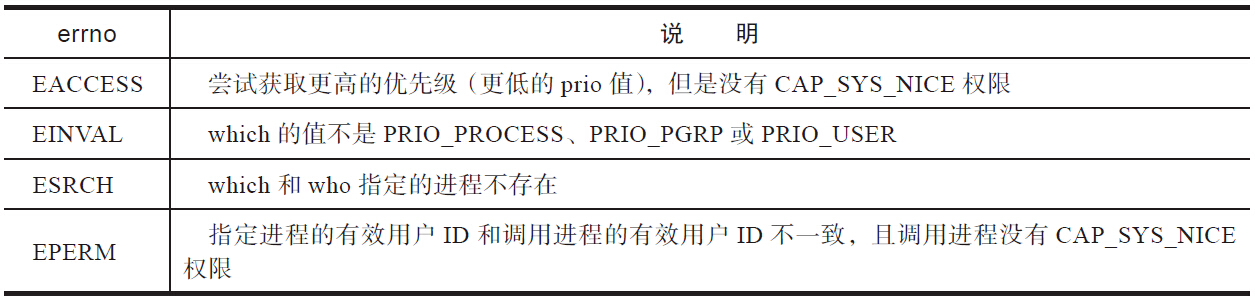 errno 说 明
EACCESS 尝试获取更高的优先级（更低的 prio 值），但是没有 CAP_SYS_NICE 权限
EINVAL which 的值不是 PRIO_PROCESS、PRIO_PGRP 或 PRIO_USER
ESRCH which 和 who 指定的进程不存在
EPERM 指定进程的有效用户 ID 和调用进程的有效用户 ID 不一致，且调用进程没有 CAP_SYS_NICE
权限